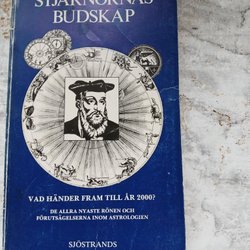 STJÄRNORNAS
BUDSKAP
VAD HÄNDER FRAM TILL ÅR 2000?
DE ALLRA NYASTE RÖNEN OCH
FÖRUTSÄGELSERNA INOM ASTROLOGIEN
SJÖSTRANDS